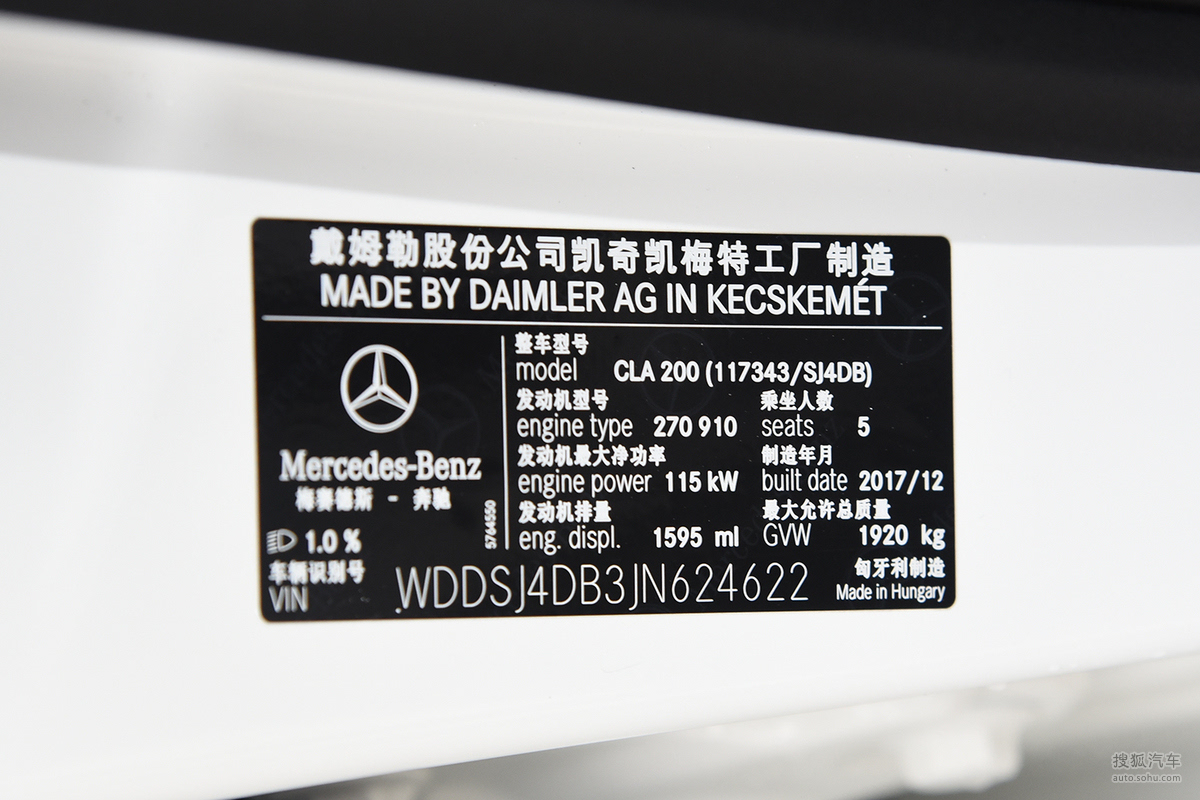 戴姆勒股份公司凯奇凯梅特工厂制造
MADE BY DAIMLER AG IN KECSKEMÉT
Mercedes-Benz
梅赛德斯 - 奔驰
5764550
1.0 %
整车型号
model CLA 200 (117343/SJ4DB)
发动机型号 乘坐人数
engine type 270 910 seats 5
发动机最大净功率 制造年月
engine power 115 kW built date 2017/12
发动机排量 最大允许总质量
eng. displ. 1595 ml GVW 1920 kg
车辆识别号 匈牙利制造
VIN WDDSJ4DB3JN624622 Made in Hungary
搜狐汽车
auto.sohu.com